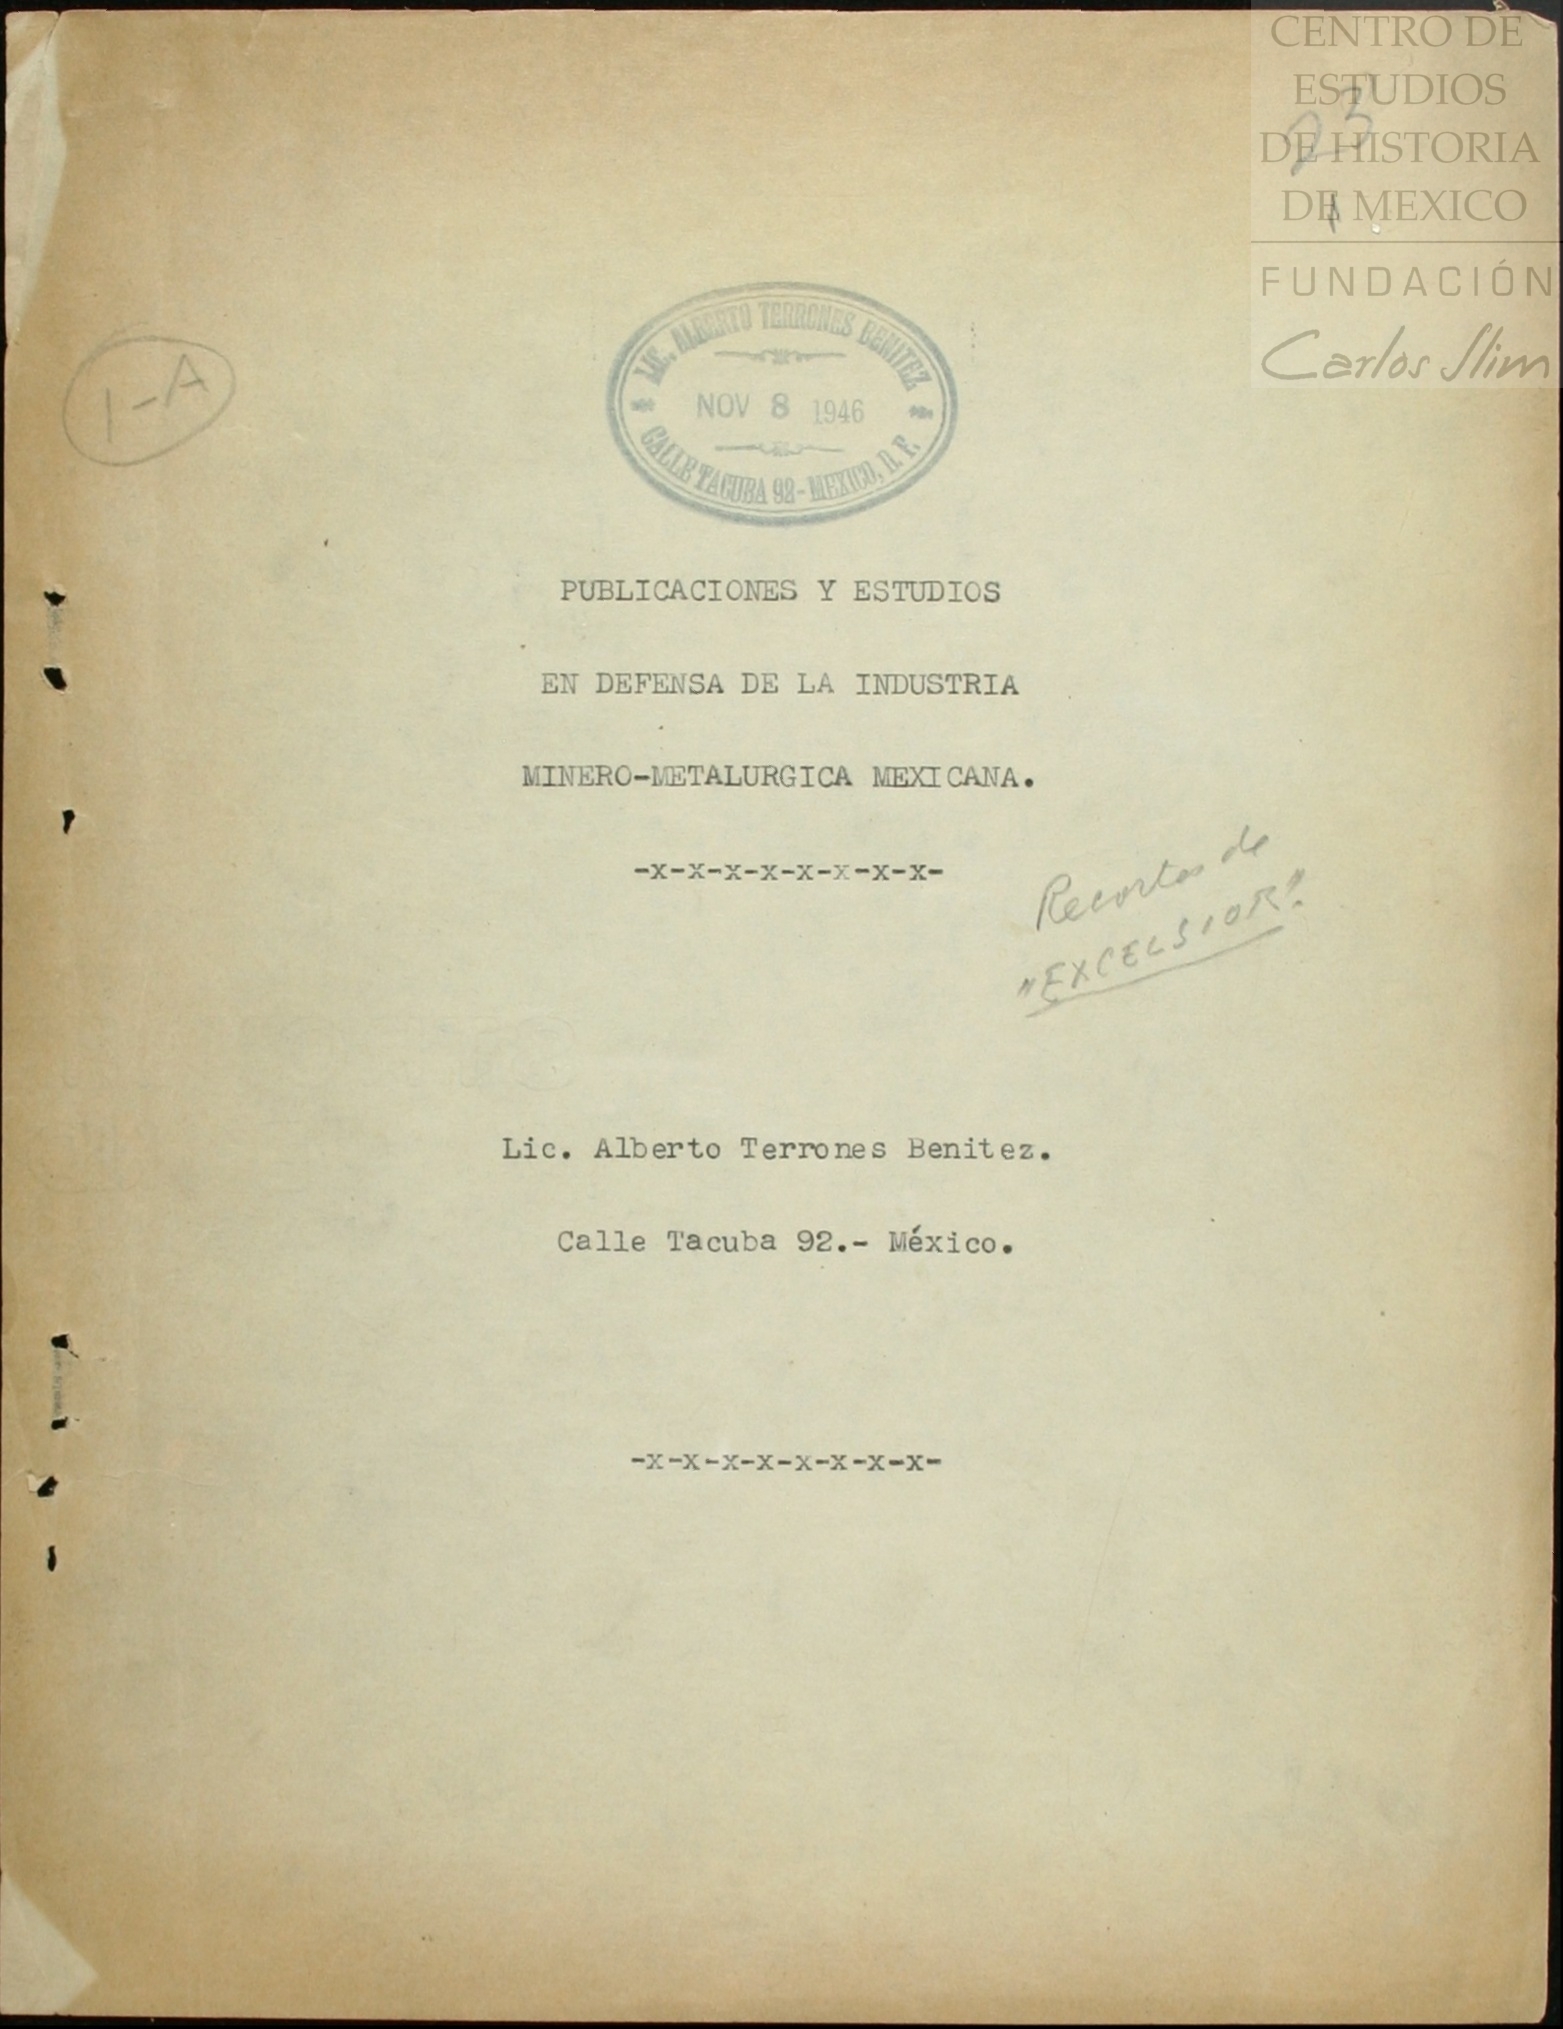 CENTRO DE
ESTUDIOS
DE HISTORIA
DE MEXICO
FUNDACIÓN
Carlos Slim
23
1
1-A
LIC. ALBERTO TERRONES BENITEZ
NOV 8 1946
CALLE TACUBA 92-MEXICO, D. F.
PUBLICACIONES Y ESTUDIOS
EN DEFENSA DE LA INDUSTRIA
MINERO-METALURGICA MEXICANA.
-x-x-x-x-x-x-x-x-
Recortes de
"EXCELSIOR".
Lic. Alberto Terrones Benitez.
Calle Tacuba 92.- México.
-x-x-x-x-x-x-x-x-